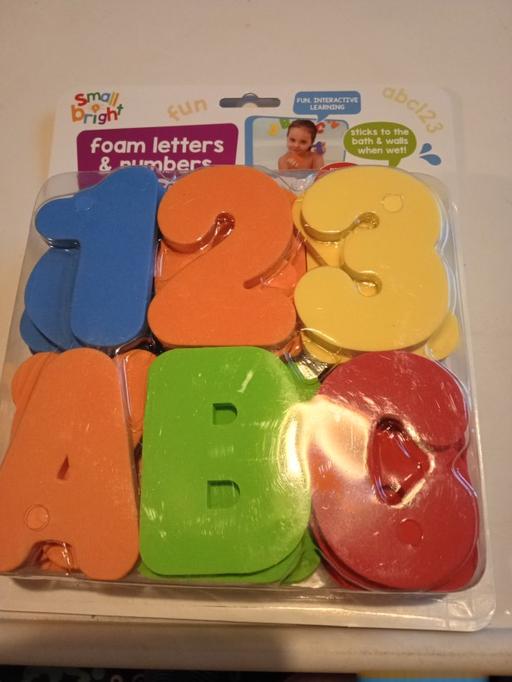 small
bright
fun
FUN, INTERACTIVE
LEARNING
abc123
foam letters
& numbers
sticks to the
bath & walls
when wet!
1 2 3
A B C